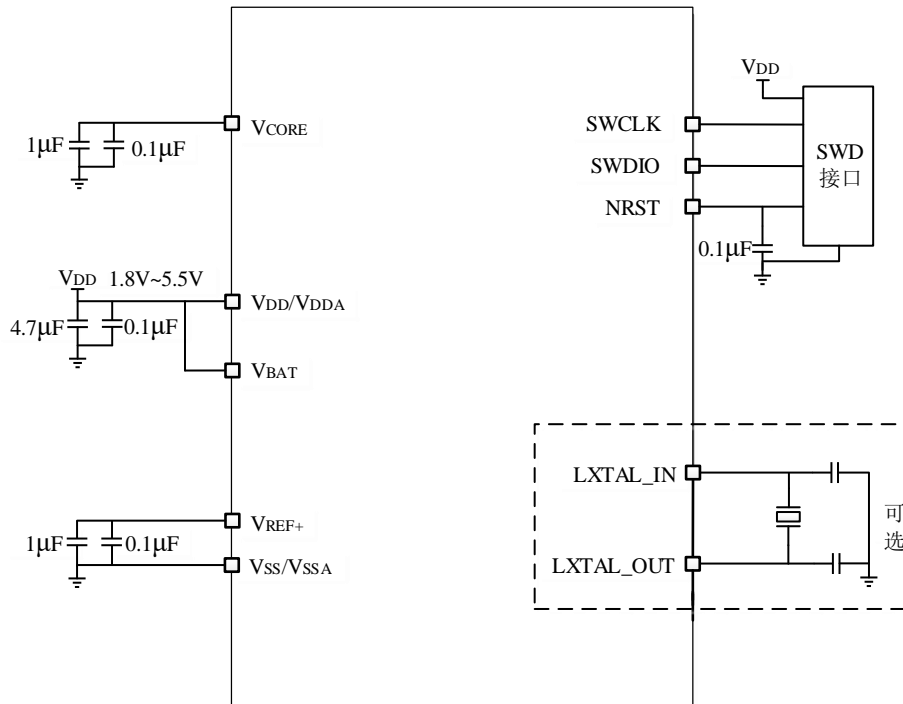 VCORE
1μF
0.1μF
VDD
1.8V~5.5V
VDD/VDDA
4.7μF
0.1μF
VBAT
VREF+
1μF
0.1μF
VSS/VSSA
VDD
SWCLK
SWDIO
NRST
SWD
接口
0.1μF
LXTAL_IN
LXTAL_OUT
可
选